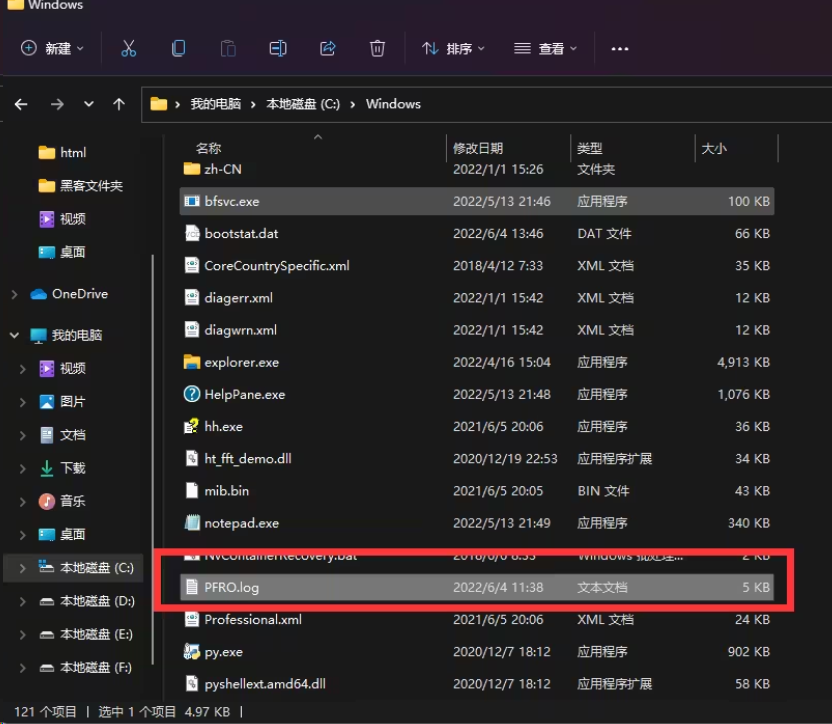 Windows
新建
排序
查看
我的电脑 本地磁盘 (C:) Windows
名称 修改日期 类型 大小
html
黑客文件夹
视频
桌面
OneDrive
我的电脑
视频
图片
文档
下载
音乐
桌面
本地磁盘 (C:)
本地磁盘 (D:)
本地磁盘 (E:)
本地磁盘 (F:)
zh-CN 2022/1/1 15:26 文件夹
bfsvc.exe 2022/5/13 21:46 应用程序 100 KB
bootstat.dat 2022/6/4 13:46 DAT 文件 66 KB
CoreCountrySpecific.xml 2018/4/12 7:33 XML 文档 35 KB
diagerr.xml 2022/1/1 15:42 XML 文档 12 KB
diagwrn.xml 2022/1/1 15:42 XML 文档 12 KB
explorer.exe 2022/4/16 15:04 应用程序 4,913 KB
HelpPane.exe 2022/5/13 21:48 应用程序 1,076 KB
hh.exe 2021/6/5 20:06 应用程序 36 KB
ht_fft_demo.dll 2020/12/19 22:53 应用程序扩展 34 KB
mib.bin 2021/6/5 20:05 BIN 文件 43 KB
notepad.exe 2022/5/13 21:49 应用程序 340 KB
NvContainerRecovery.bat Windows 批处理... 2 KB
PFRO.log 2022/6/4 11:38 文本文档 5 KB
Professional.xml 2021/6/5 20:06 XML 文档 24 KB
py.exe 2020/12/7 18:12 应用程序 902 KB
pyshellext.amd64.dll 2020/12/7 18:12 应用程序扩展 58 KB
121 个项目 | 选中 1 个项目 4.97 KB |